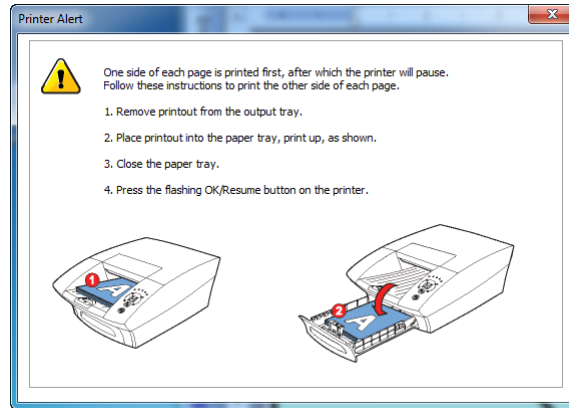 Printer Alert
One side of each page is printed first, after which the printer will pause.
Follow these instructions to print the other side of each page.
1. Remove printout from the output tray.
2. Place printout into the paper tray, print up, as shown.
3. Close the paper tray.
4. Press the flashing OK/Resume button on the printer.
1
A
2
A